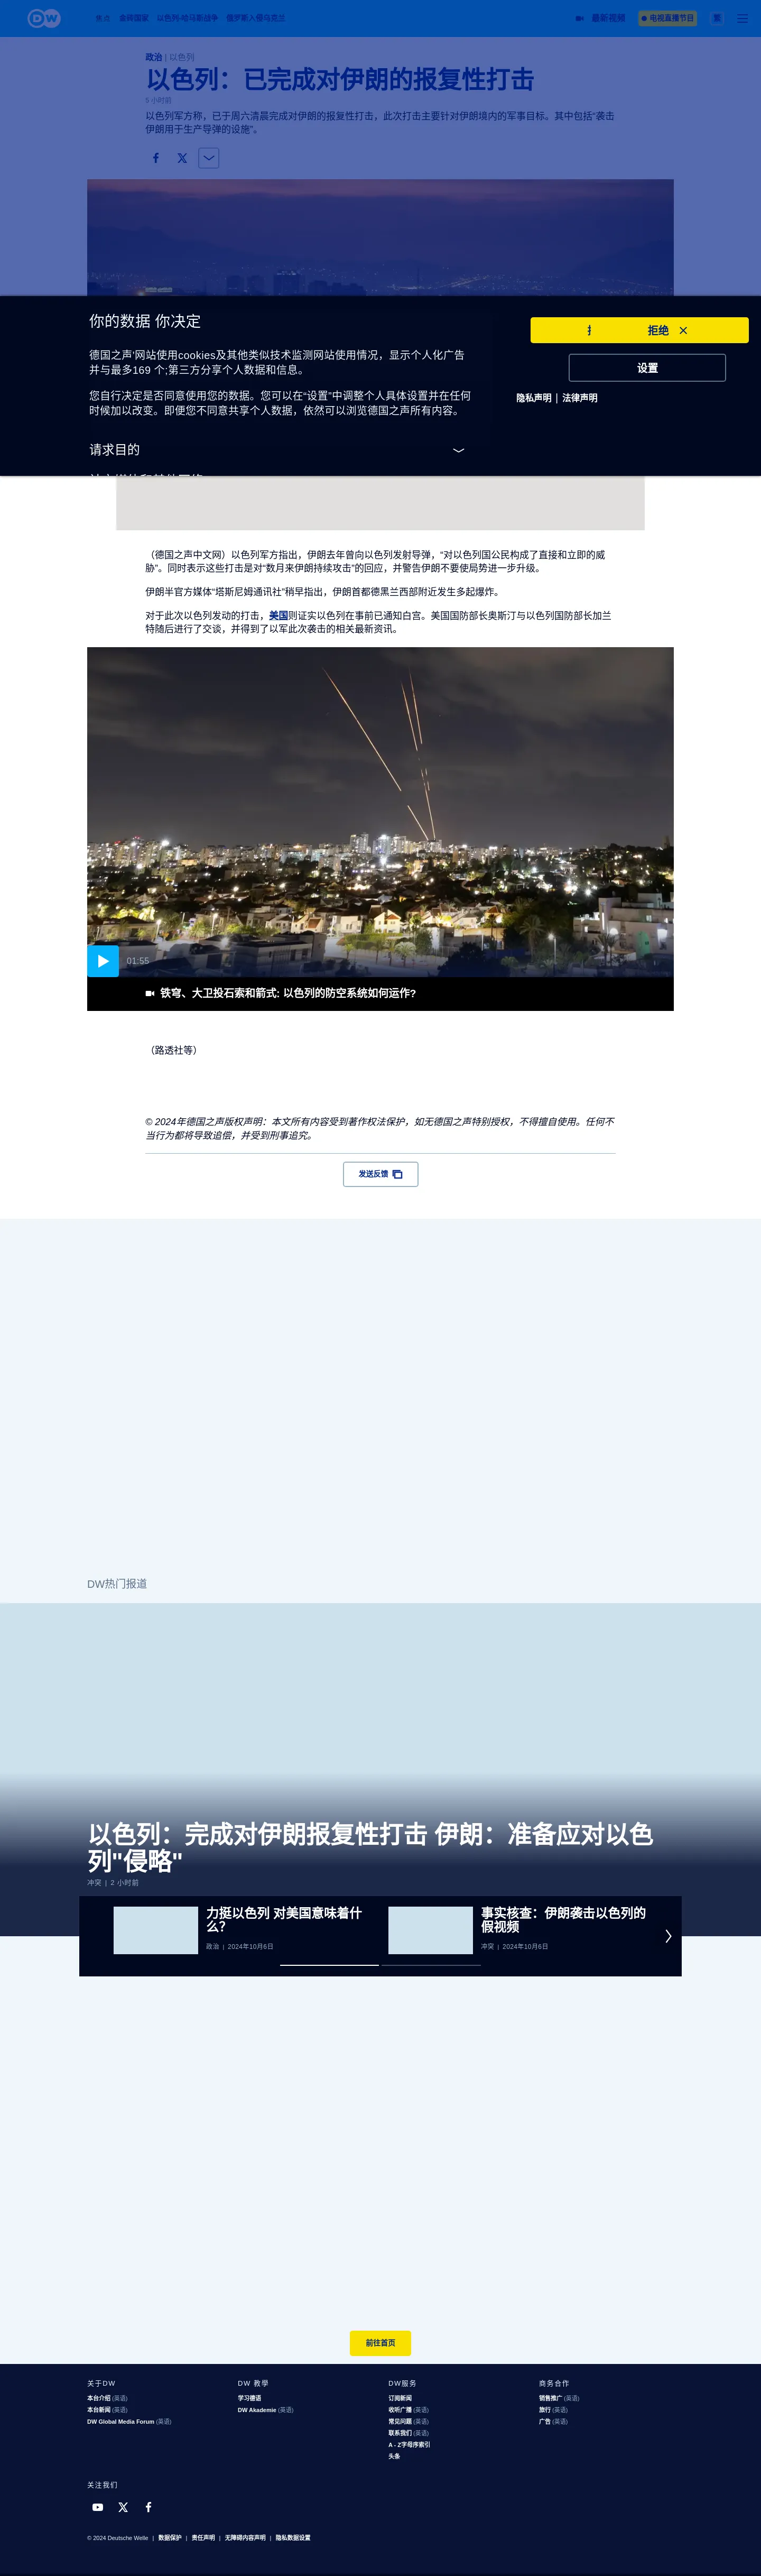 DW
焦点 金砖国家 以色列-哈马斯战争 俄罗斯入侵乌克兰
最新视频
电视直播节目
繁
政治 | 以色列
以色列：已完成对伊朗的报复性打击
5 小时前
以色列军方称，已于周六清晨完成对伊朗的报复性打击，此次打击主要针对伊朗境内的军事目标。其中包括“袭击
伊朗用于生产导弹的设施”。
你的数据 你决定
德国之声'网站使用cookies及其他类似技术监测网站使用情况，显示个人化广告
并与最多169 个;第三方分享个人数据和信息。
您自行决定是否同意使用您的数据。您可以在“设置”中调整个人具体设置并在任何
时候加以改变。即便您不同意共享个人数据，依然可以浏览德国之声所有内容。
请求目的
拒绝
设置
隐私声明 | 法律声明
（德国之声中文网）以色列军方指出，伊朗去年曾向以色列发射导弹，“对以色列国公民构成了直接和立即的威
胁”。同时表示这些打击是对“数月来伊朗持续攻击”的回应，并警告伊朗不要使局势进一步升级。
伊朗半官方媒体“塔斯尼姆通讯社”稍早指出，伊朗首都德黑兰西部附近发生多起爆炸。
对于此次以色列发动的打击，美国则证实以色列在事前已通知白宫。美国国防部长奥斯汀与以色列国防部长加兰
特随后进行了交谈，并得到了以军此次袭击的相关最新资讯。
01:55
铁穹、大卫投石索和箭式: 以色列的防空系统如何运作?
（路透社等）
© 2024年德国之声版权声明：本文所有内容受到著作权法保护，如无德国之声特别授权，不得擅自使用。任何不
当行为都将导致追偿，并受到刑事追究。
发送反馈
DW热门报道
以色列：完成对伊朗报复性打击 伊朗：准备应对以色
列"侵略"
冲突 | 2 小时前
力挺以色列 对美国意味着什
么?
政治 | 2024年10月6日
事实核查：伊朗袭击以色列的
假视频
冲突 | 2024年10月6日
前往首页
关于DW
本台介绍 (英语)
本台新闻 (英语)
DW Global Media Forum (英语)
DW 教學
学习德语
DW Akademie (英语)
DW服务
订阅新闻
收听广播 (英语)
常见问题 (英语)
联系我们 (英语)
A - Z字母序索引
头条
商务合作
销售推广 (英语)
旅行 (英语)
广告 (英语)
关注我们
© 2024 Deutsche Welle | 数据保护 | 责任声明 | 无障碍内容声明 | 隐私数据设置